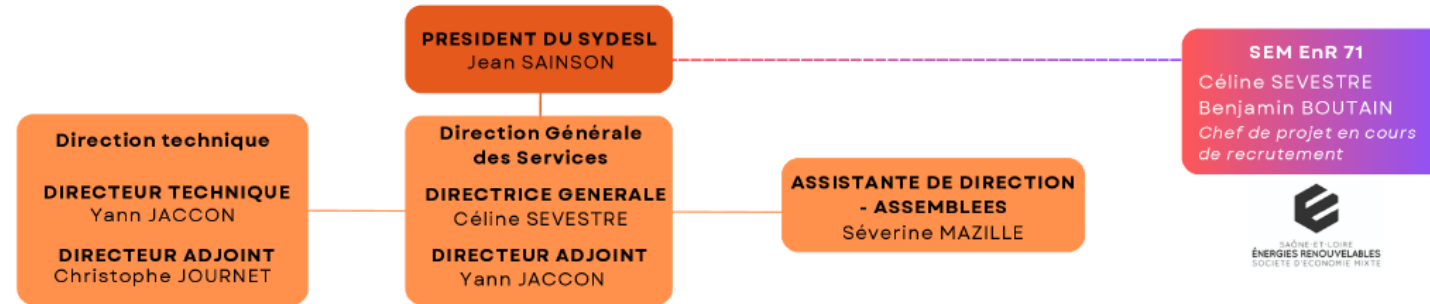 PRESIDENT DU SYDESL
Jean SAINSON
SEM EnR 71
Céline SEVESTRE
Benjamin BOUTAIN
Chef de projet en cours
de recrutement
Direction technique
DIRECTEUR TECHNIQUE
Yann JACCON
DIRECTEUR ADJOINT
Christophe JOURNET
Direction Générale
des Services
DIRECTRICE GENERALE
Céline SEVESTRE
DIRECTEUR ADJOINT
Yann JACCON
ASSISTANTE DE DIRECTION
- ASSEMBLEES
Séverine MAZILLE
SAÔNE-ET-LOIRE
ÉNERGIES RENOUVELABLES
SOCIÉTÉ D'ECONOMIE MIXTE